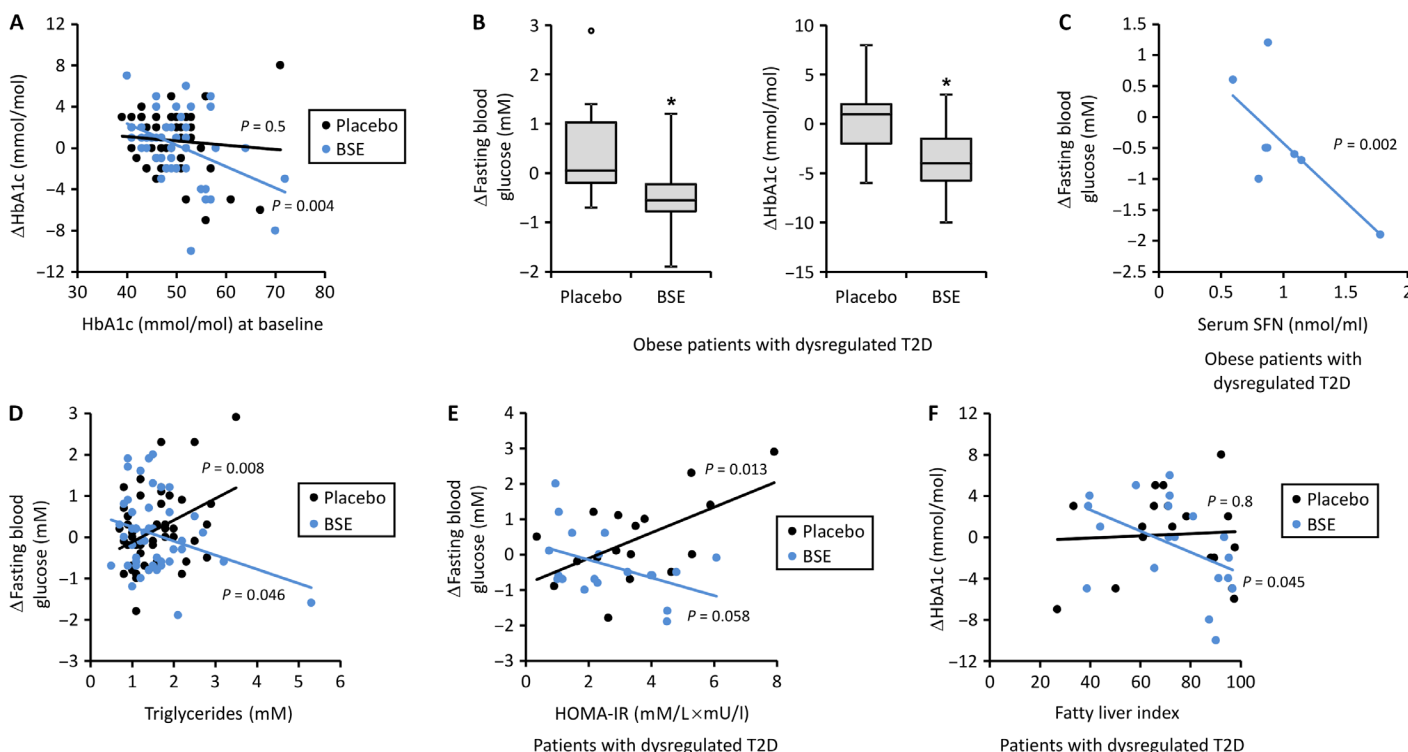 A
ΔHbA1c (mmol/mol)
12
8
4
0
−4
−8
−12
30
40
50
60
70
80
HbA1c (mmol/mol) at baseline
P = 0.5
P = 0.004
Placebo
BSE
B
ΔFasting blood
glucose (mM)
3
2
1
0
−1
−2
*
Placebo
BSE
ΔHbA1c (mmol/mol)
10
5
0
−5
−10
−15
*
Placebo
BSE
Obese patients with dysregulated T2D
C
ΔFasting blood
glucose (mM)
1.5
1
0.5
0
−0.5
−1
−1.5
−2
−2.5
0
0.5
1
1.5
2
P = 0.002
Serum SFN (nmol/ml)
Obese patients with
dysregulated T2D
D
ΔFasting blood
glucose (mM)
3
2
1
0
−1
−2
−3
0
1
2
3
4
5
6
Triglycerides (mM)
P = 0.008
P = 0.046
Placebo
BSE
E
ΔFasting blood
glucose (mM)
4
3
2
1
0
−1
−2
−3
0
2
4
6
8
HOMA-IR (mM/L×mU/l)
Patients with dysregulated T2D
P = 0.013
P = 0.058
Placebo
BSE
F
ΔHbA1c (mmol/mol)
12
8
4
0
−4
−8
−12
0
20
40
60
80
100
Fatty liver index
Patients with dysregulated T2D
P = 0.8
P = 0.045
Placebo
BSE